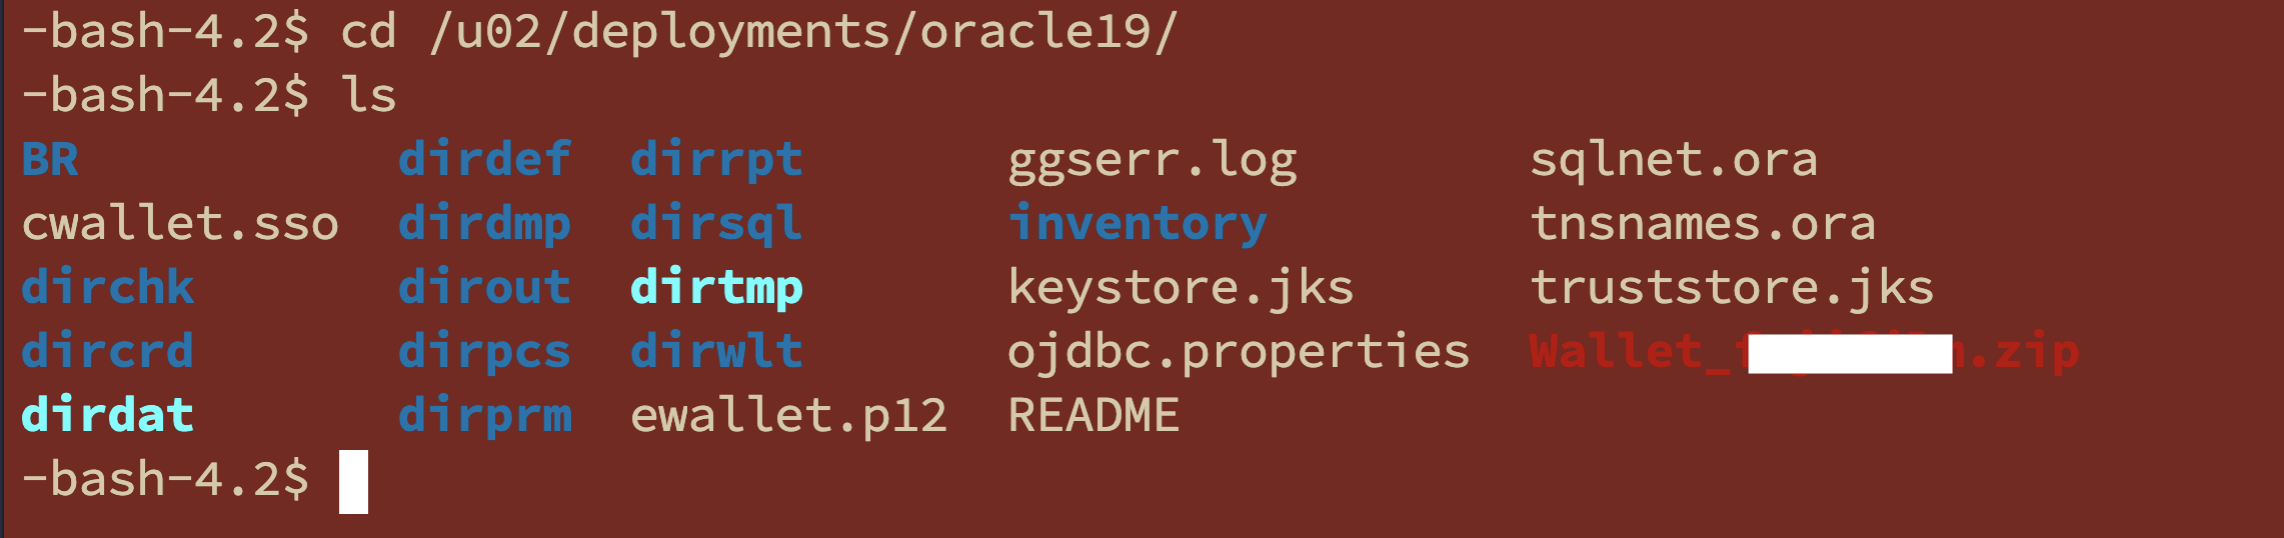 -bash-4.2$ cd /u02/deployments/oracle19/
-bash-4.2$ ls
BR dirdef dirrpt ggserr.log sqlnet.ora
cwallet.sso dirdmp dirsql inventory tnsnames.ora
dirchk dirout dirtmp keystore.jks truststore.jks
dircrd dirpcs dirwlt ojdbc.properties Wallet_ .zip
dirdat dirprm ewallet.p12 README
-bash-4.2$